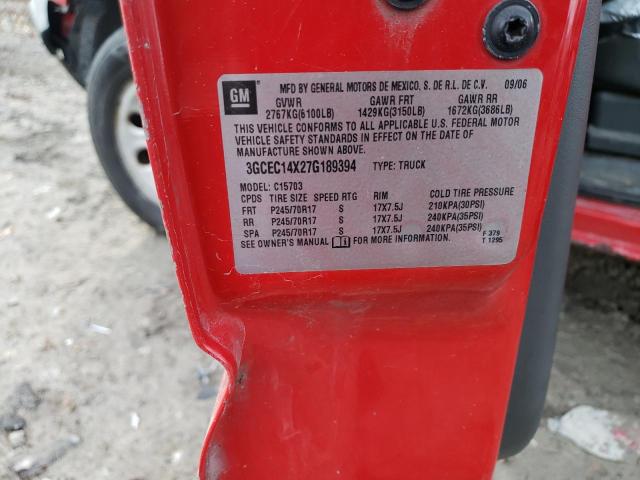 GM
MFD BY GENERAL MOTORS DE MEXICO, S. DE R.L. DE C.V. 09/06
GVWR GAWR FRT GAWR RR
2767KG(6100LB) 1429KG(3150LB) 1672KG(3686LB)
THIS VEHICLE CONFORMS TO ALL APPLICABLE U.S. FEDERAL MOTOR
VEHICLE SAFETY STANDARDS IN EFFECT ON THE DATE OF
MANUFACTURE SHOWN ABOVE.
3GCEC14X27G189394 TYPE: TRUCK
MODEL: C15703
CPDS TIRE SIZE SPEED RTG RIM COLD TIRE PRESSURE
FRT P245/70R17 S 17X7.5J 210KPA(30PSI)
RR P245/70R17 S 17X7.5J 240KPA(35PSI)
SPA P245/70R17 S 17X7.5J 240KPA(35PSI)
SEE OWNER'S MANUAL FOR MORE INFORMATION.
F 379
T 1295